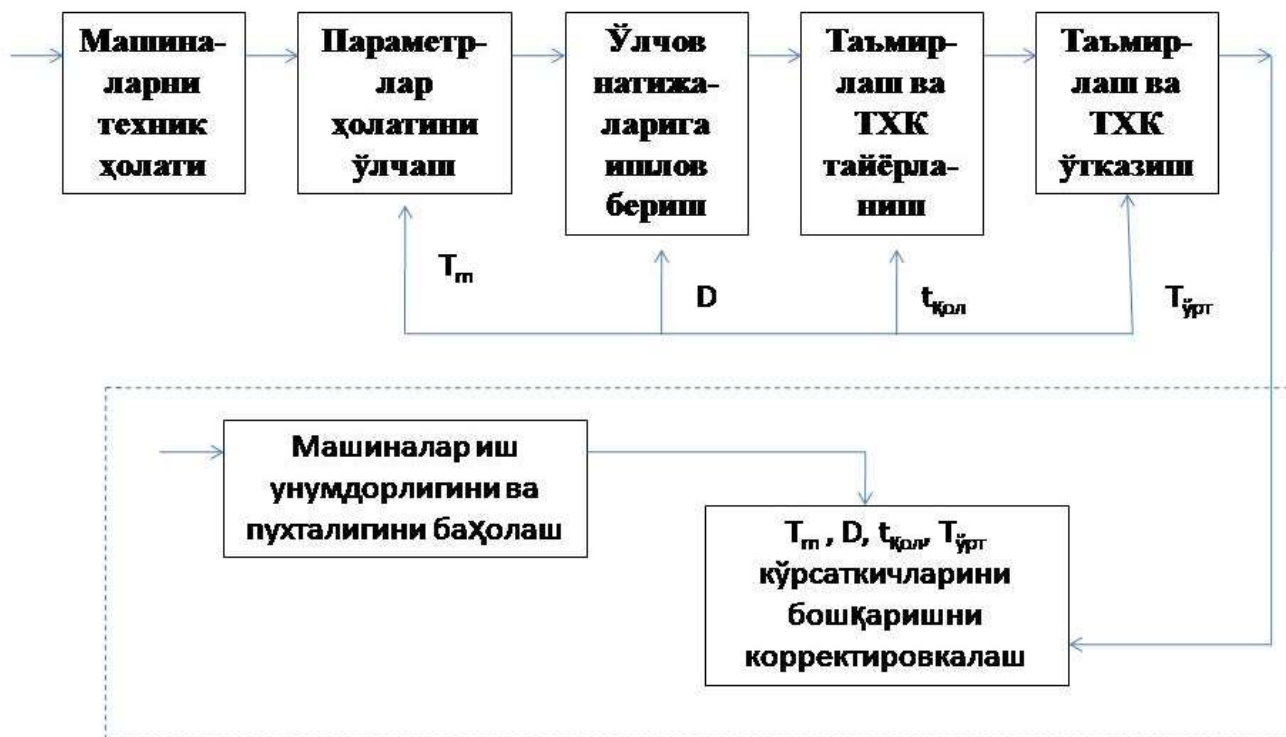 Машина-
ларни
техник
ҳолати
Параметр-
лар
ҳолатини
ўлчаш
Ўлчов
натижа-
ларига
ишлов
бериш
Таъмир-
лаш ва
ТХК
тайёрла-
ниш
Таъмир-
лаш ва
ТХК
ўтказиш
Tm
D
tқол
Tўрт
Машиналар иш
унумдорлигини ва
пухталигини баҳолаш
Tm , D, tқол, Tўрт
кўрсаткичларини
бошқаришни
корректировкалаш